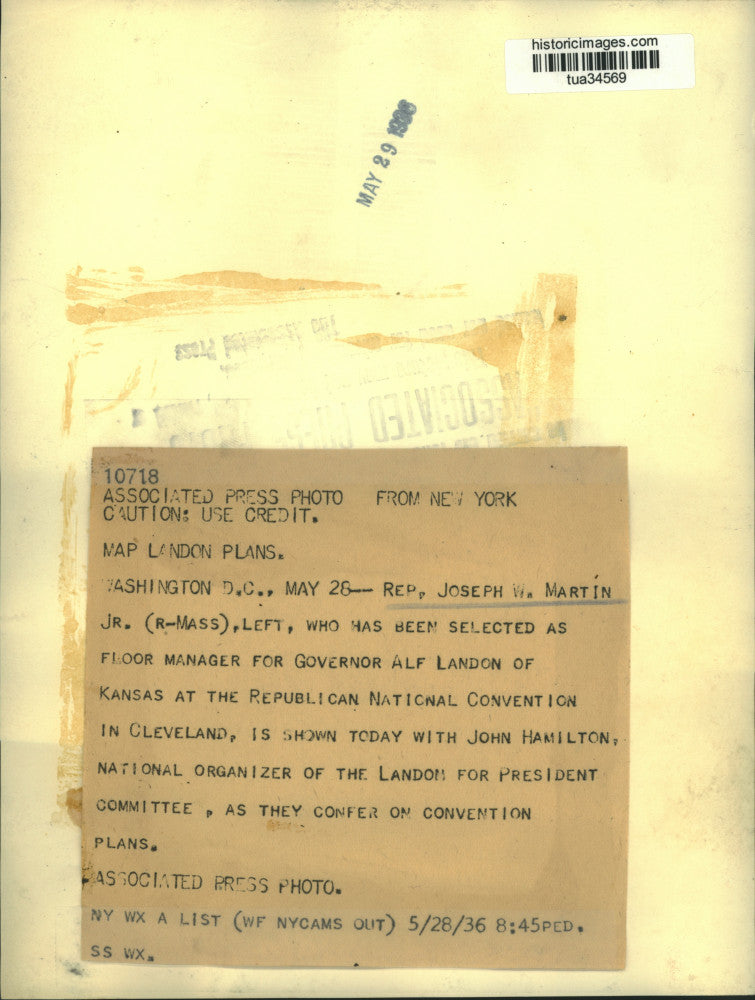 historicimages.com
tua34569
MAY 29 1936
The Associated Press
ASSOCIATED
10718
ASSOCIATED PRESS PHOTO FROM NEW YORK
CAUTION: USE CREDIT.
MAP LANDON PLANS.
WASHINGTON D.C., MAY 28-- REP. JOSEPH W. MARTIN
JR. (R-MASS), LEFT, WHO HAS BEEN SELECTED AS
FLOOR MANAGER FOR GOVERNOR ALF LANDON OF
KANSAS AT THE REPUBLICAN NATIONAL CONVENTION
IN CLEVELAND, IS SHOWN TODAY WITH JOHN HAMILTON,
NATIONAL ORGANIZER OF THE LANDON FOR PRESIDENT
COMMITTEE , AS THEY CONFER ON CONVENTION
PLANS.
ASSOCIATED PRESS PHOTO.
NY WX A LIST (WF NYCAMS OUT) 5/28/36 8:45PED.
SS WX.